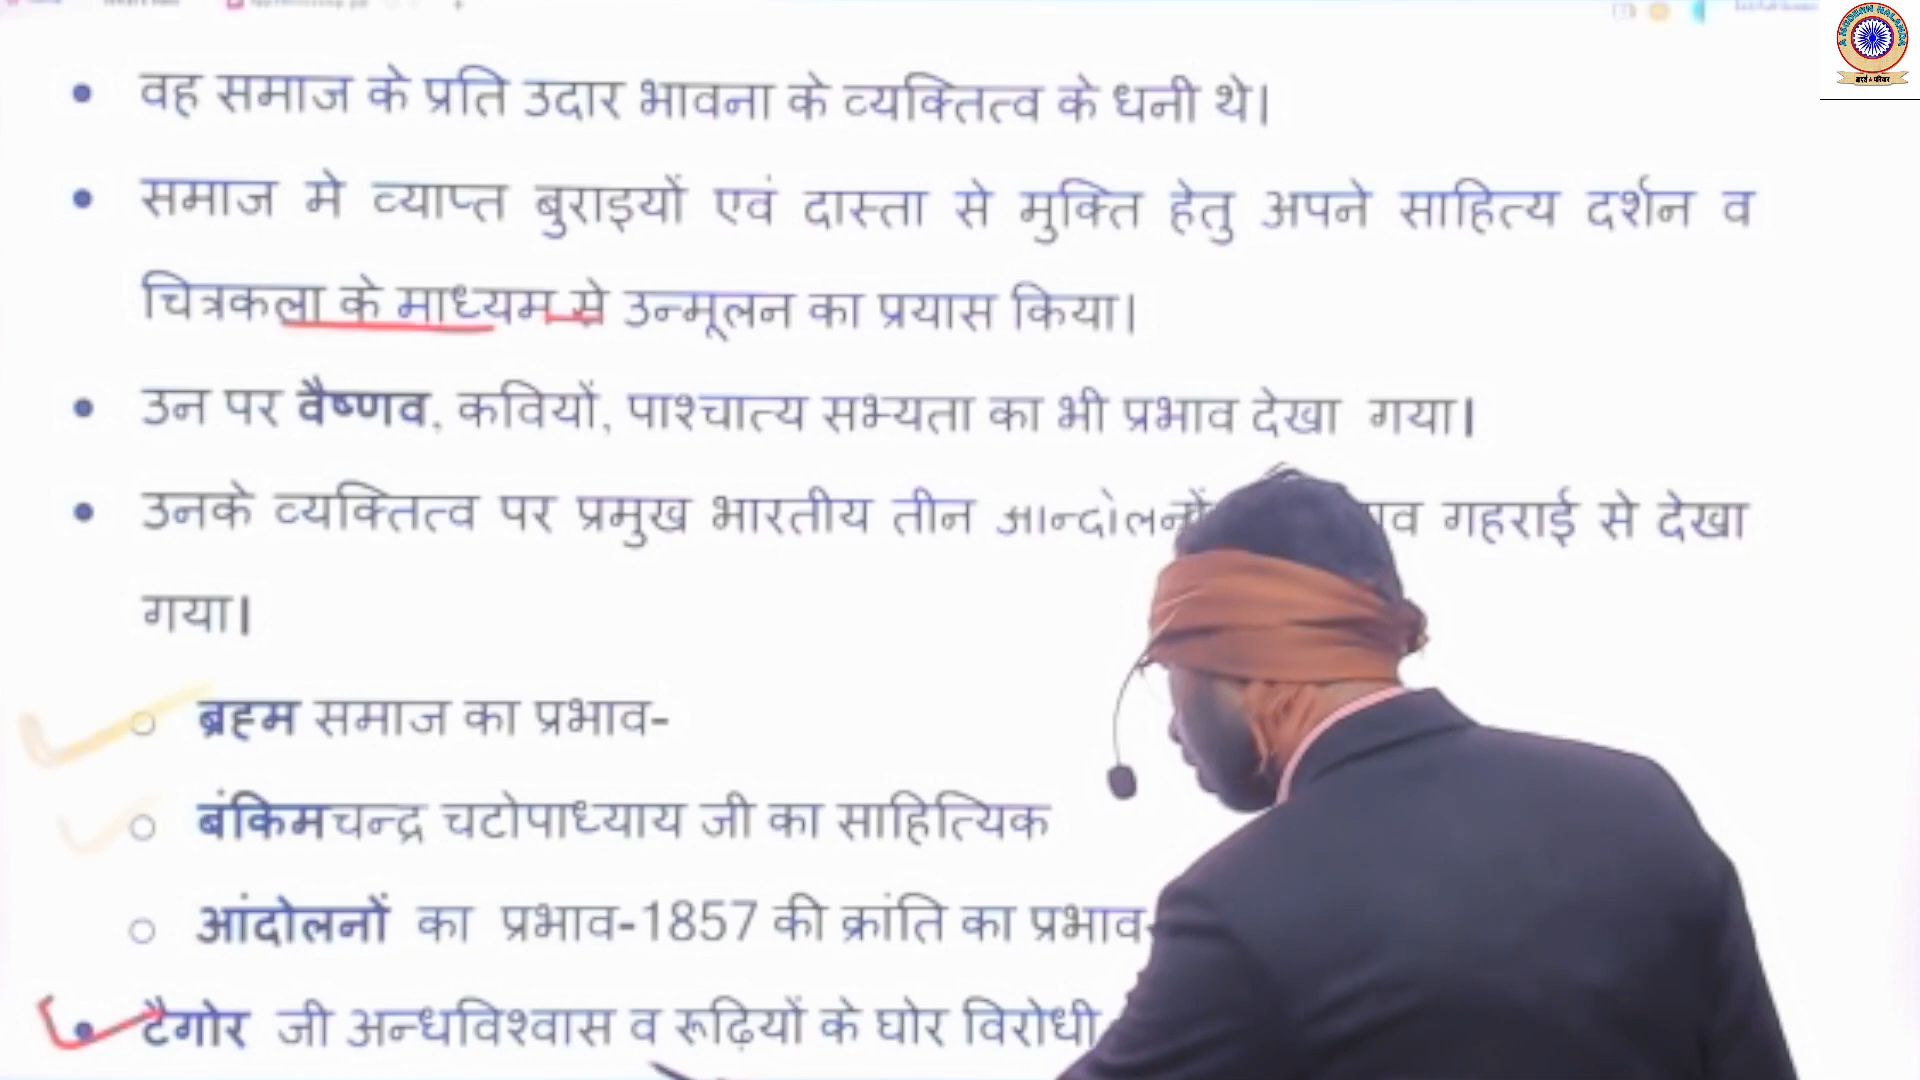 वह समाज के प्रति उदार भावना के व्यक्तित्व के धनी थे।
समाज मे व्याप्त बुराइयों एवं दास्ता से मुक्ति हेतु अपने साहित्य दर्शन व
चित्रकला के माध्यम से उन्मूलन का प्रयास किया।
उन पर वैष्णव, कवियों, पाश्चात्य सभ्यता का भी प्रभाव देखा गया।
उनके व्यक्तित्व पर प्रमुख भारतीय तीन आन्दोलनों गहराई से देखा
गया।
ब्रह्म समाज का प्रभाव-
बंकिमचन्द्र चटोपाध्याय जी का साहित्यिक
आंदोलनों का प्रभाव-1857 की क्रांति का प्रभाव-
टैगोर जी अन्धविश्वास व रूढ़ियों के घोर विरोधी